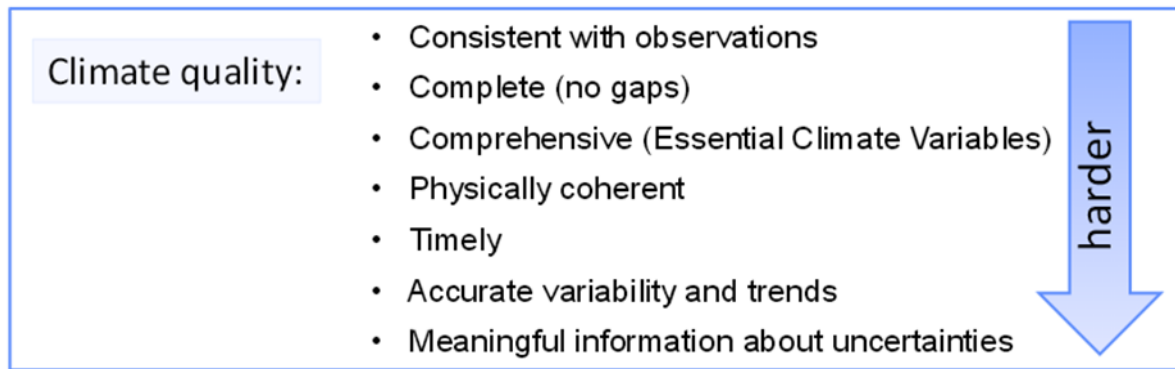 Climate quality:
• Consistent with observations
• Complete (no gaps)
• Comprehensive (Essential Climate Variables)
• Physically coherent
• Timely
• Accurate variability and trends
• Meaningful information about uncertainties
harder